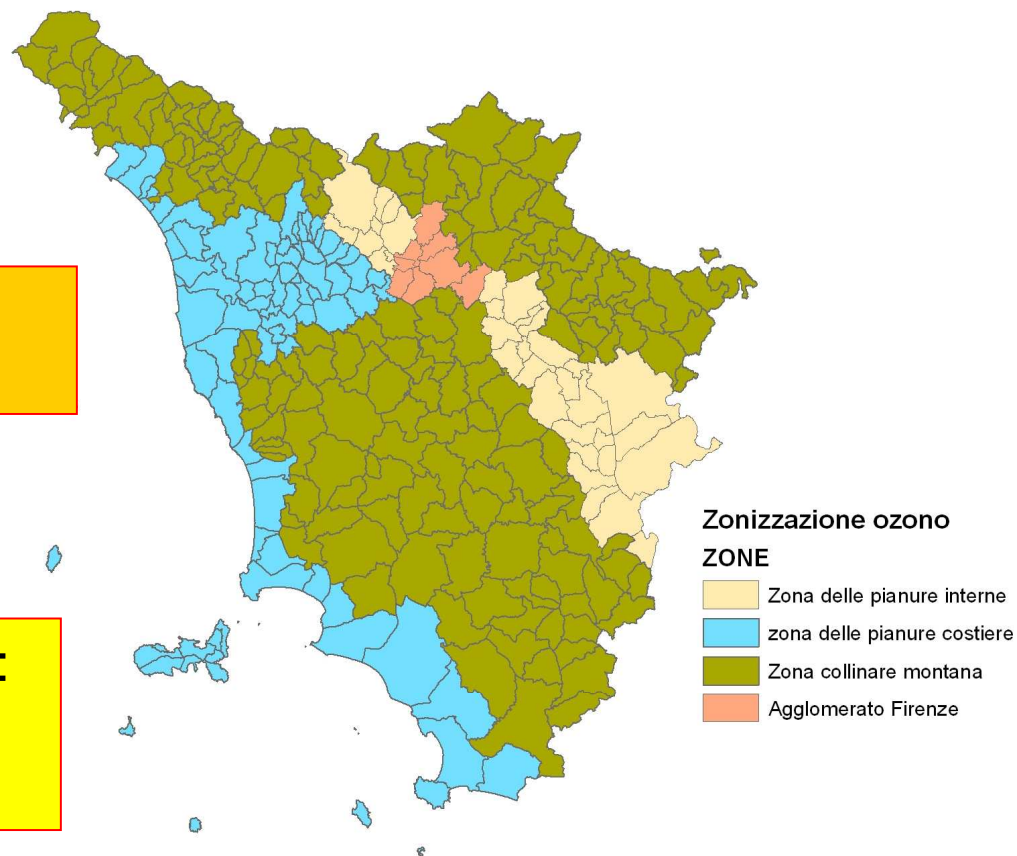 Zonizzazione ozono
ZONE
Zona delle pianure interne
zona delle pianure costiere
Zona collinare montana
Agglomerato Firenze
: